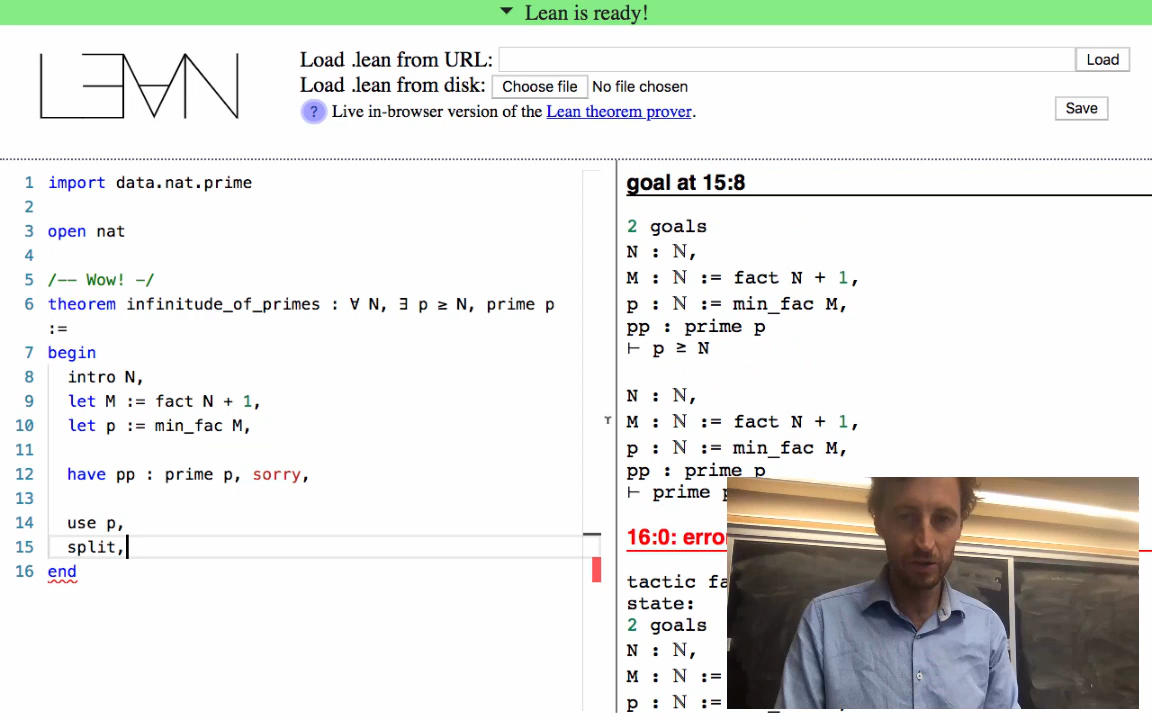 ▼ Lean is ready!
LEAN
Load .lean from URL: Load
Load .lean from disk: Choose file No file chosen
? Live in-browser version of the Lean theorem prover.
Save
1 import data.nat.prime
2
3 open nat
4
5 /-- Wow! -/
6 theorem infinitude_of_primes : ∀ N, ∃ p ≥ N, prime p
:=
7 begin
8 intro N,
9 let M := fact N + 1,
10 let p := min_fac M,
11
12 have pp : prime p, sorry,
13
14 use p,
15 split,
16 end
T
goal at 15:8
2 goals
N : ℕ,
M : ℕ := fact N + 1,
p : ℕ := min_fac M,
pp : prime p
⊢ p ≥ N
N : ℕ,
M : ℕ := fact N + 1,
p : ℕ := min_fac M,
pp : prime p
⊢ prime
16:0: erro
tactic fa
state:
2 goals
N : ℕ,
M : ℕ :=
p : ℕ :=